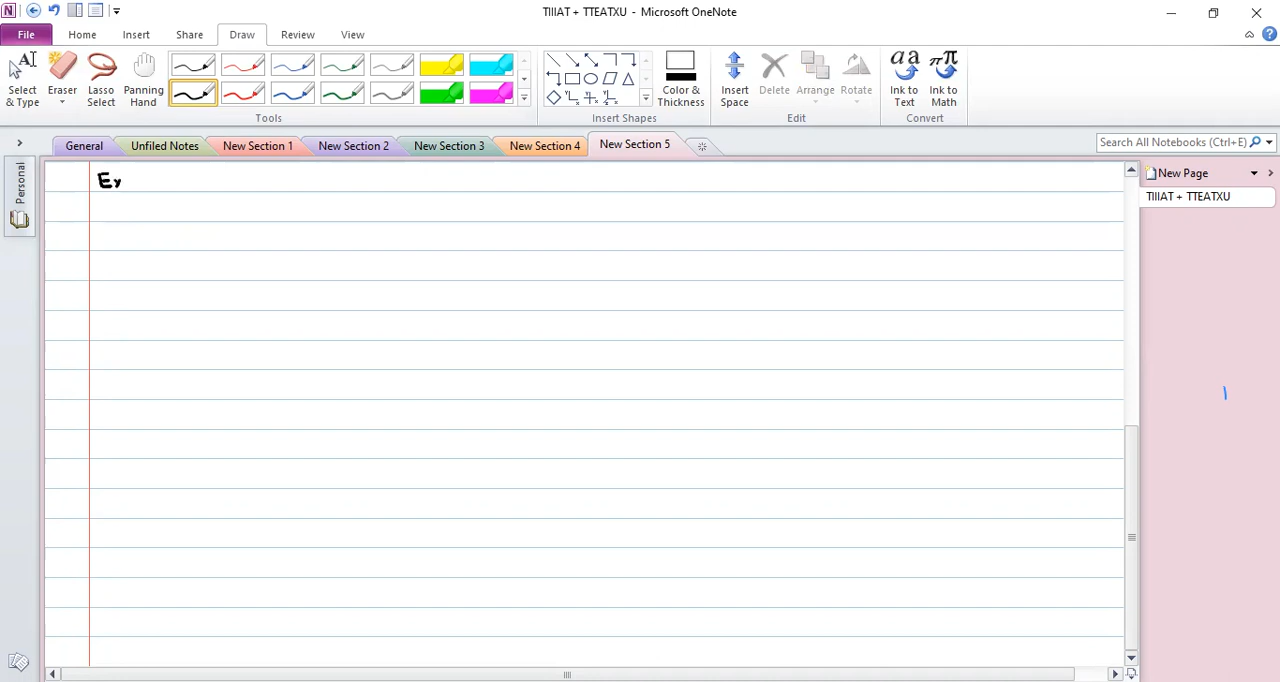 TIIIAT + TTEATXU - Microsoft OneNote
File Home Insert Share Draw Review View
Select & Type
Eraser
Lasso Select
Panning Hand
Color & Thickness
Insert Space
Delete
Arrange
Rotate
Ink to Text
Ink to Math
Tools
Insert Shapes
Edit
Convert
General Unfiled Notes New Section 1 New Section 2 New Section 3 New Section 4 New Section 5
Search All Notebooks (Ctrl+E)
Personal
New Page
TIIIAT + TTEATXU
Ex